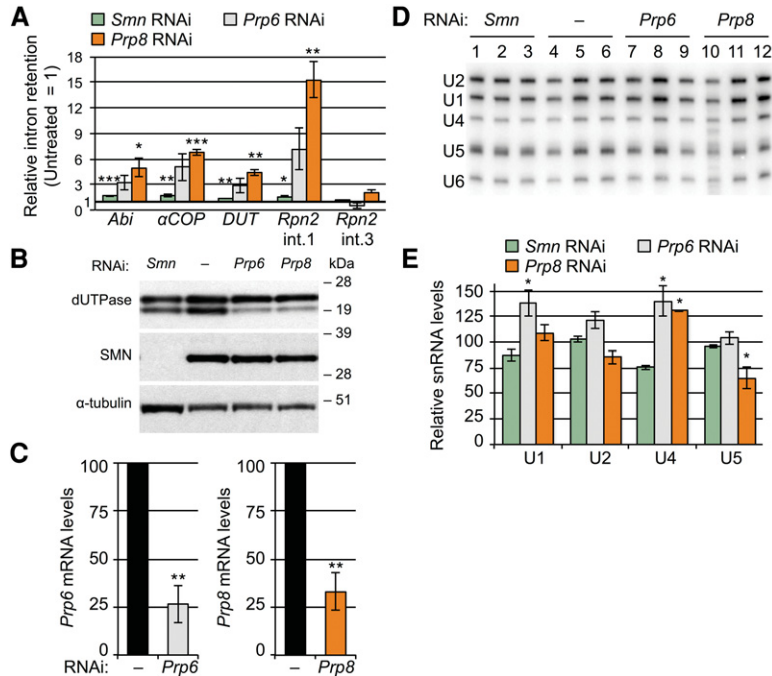 A
Smn RNAi
Prp6 RNAi
Prp8 RNAi
Relative intron retention
(Untreated = 1)
18
15
12
9
6
3
1
***
*
**
***
**
**
*
**
Abi
αCOP
DUT
Rpn2
int.1
Rpn2
int.3
B
RNAi:
Smn
–
Prp6
Prp8
kDa
dUTPase
– 28
– 19
– 39
SMN
– 28
α-tubulin
– 51
C
Prp6 mRNA levels
100
75
50
25
0
**
RNAi:
–
Prp6
Prp8 mRNA levels
100
75
50
25
0
**
–
Prp8
D
RNAi:
Smn
–
Prp6
Prp8
1 2 3 4 5 6 7 8 9 10 11 12
U2
U1
U4
U5
U6
E
Smn RNAi
Prp6 RNAi
Prp8 RNAi
Relative snRNA levels
150
125
100
75
50
25
0
*
*
*
*
U1
U2
U4
U5